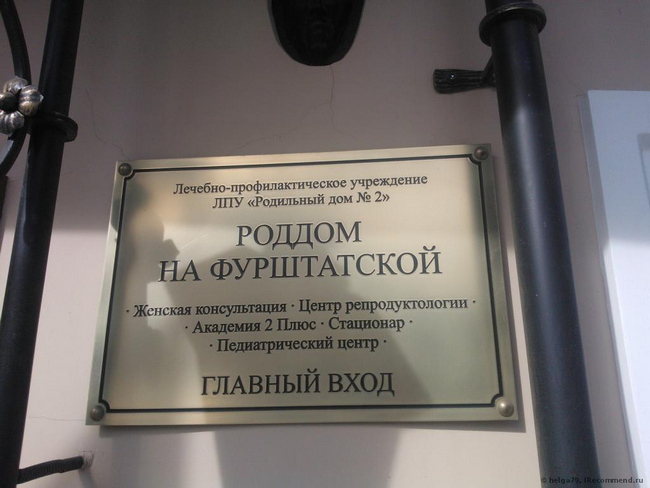 Лечебно-профилактическое учреждение
ЛПУ «Родильный дом № 2»
РОДДОМ
НА ФУРШТАТСКОЙ
· Женская консультация · Центр репродуктологии ·
· Академия 2 Плюс · Стационар ·
· Педиатрический центр ·
ГЛАВНЫЙ ВХОД
© helga79, IRecommend.ru